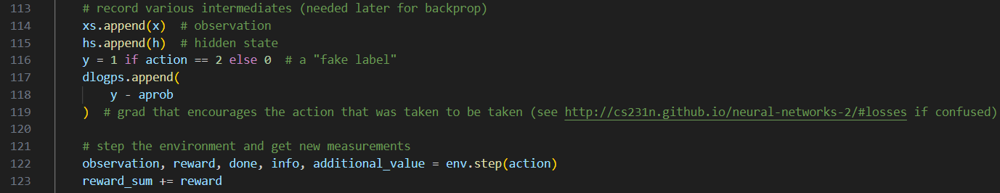 113 # record various intermediates (needed later for backprop)
114 xs.append(x)  # observation
115 hs.append(h)  # hidden state
116 y = 1 if action == 2 else 0  # a "fake label"
117 dlogps.append(
118     y - aprob
119 )  # grad that encourages the action that was taken to be taken (see http://cs231n.github.io/neural-networks-2/#losses if confused)
120
121 # step the environment and get new measurements
122 observation, reward, done, info, additional_value = env.step(action)
123 reward_sum += reward